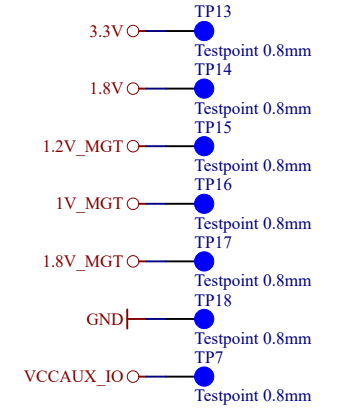 TP13
3.3V
Testpoint 0.8mm
TP14
1.8V
Testpoint 0.8mm
TP15
1.2V_MGT
Testpoint 0.8mm
TP16
1V_MGT
Testpoint 0.8mm
TP17
1.8V_MGT
Testpoint 0.8mm
TP18
GND
Testpoint 0.8mm
TP7
VCCAUX_IO
Testpoint 0.8mm